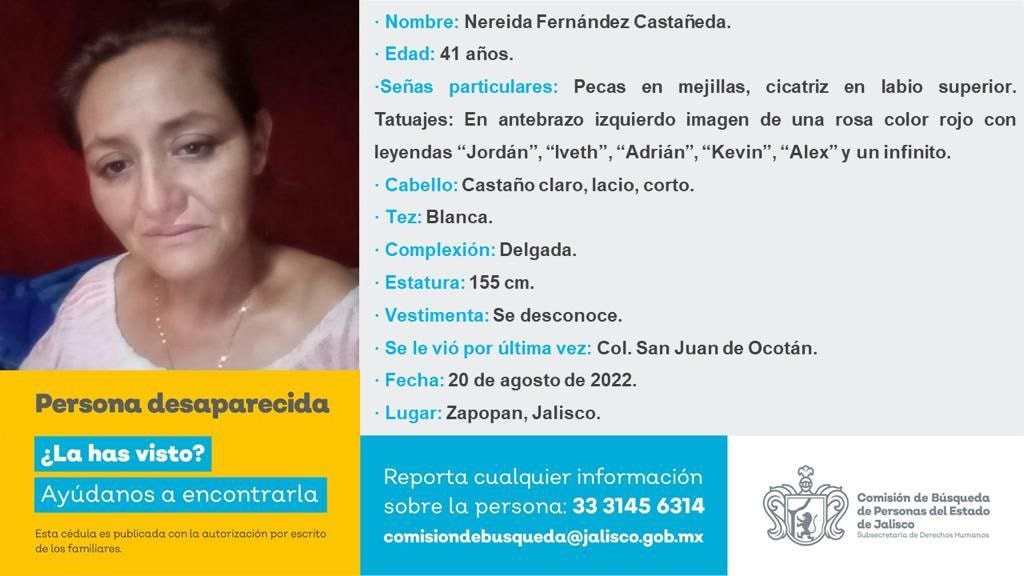 · Nombre: Nereida Fernández Castañeda.
· Edad: 41 años.
·Señas particulares: Pecas en mejillas, cicatriz en labio superior.
Tatuajes: En antebrazo izquierdo imagen de una rosa color rojo con
leyendas “Jordán”, “Iveth”, “Adrián”, “Kevin”, “Alex” y un infinito.
· Cabello: Castaño claro, lacio, corto.
· Tez: Blanca.
· Complexión: Delgada.
· Estatura: 155 cm.
· Vestimenta: Se desconoce.
· Se le vió por última vez: Col. San Juan de Ocotán.
· Fecha: 20 de agosto de 2022.
· Lugar: Zapopan, Jalisco.
Persona desaparecida
¿La has visto?
Ayúdanos a encontrarla
Esta cédula es publicada con la autorización por escrito
de los familiares.
Reporta cualquier información
sobre la persona: 33 3145 6314
comisiondebusqueda@jalisco.gob.mx
Comisión de Búsqueda
de Personas del Estado
de Jalisco
Subsecretaría de Derechos Humanos